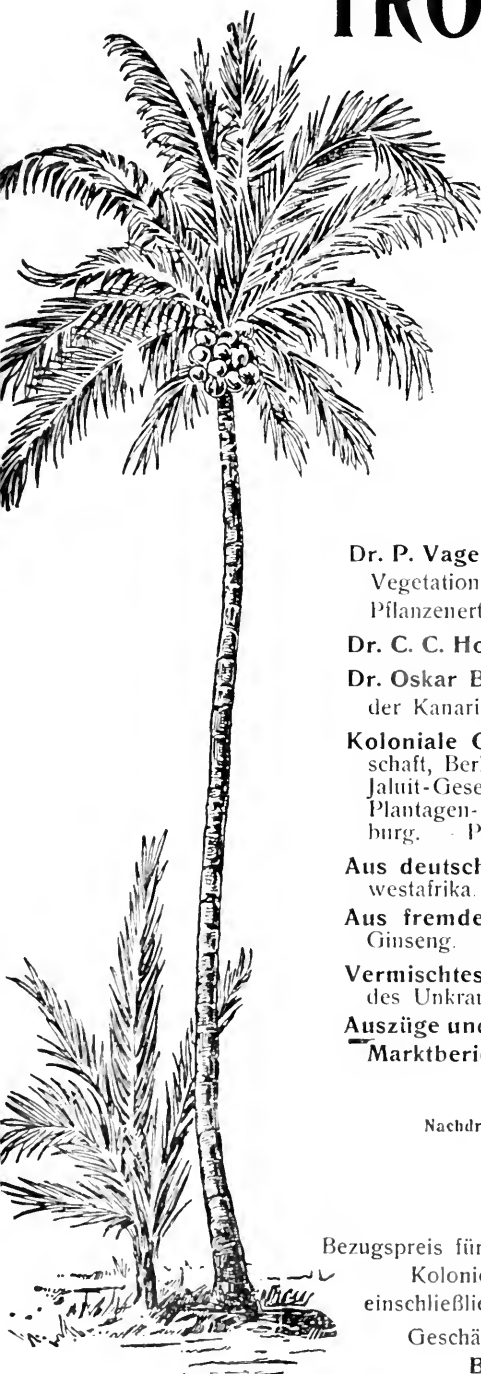 TRO
Dr. P. Vage
Vegetation
Pflanzenert
Dr. C. C. Ho
Dr. Oskar B
der Kanari
Koloniale G
schaft, Berl
Jaluit-Gese
Plantagen-
burg. - P
Aus deutsch
westafrika.
Aus fremde
Ginseng.
Vermischtes
des Unkrau
Auszüge und
Marktberic
Nachdr
Bezugspreis für
Kolonie
einschließlic
Geschä
B